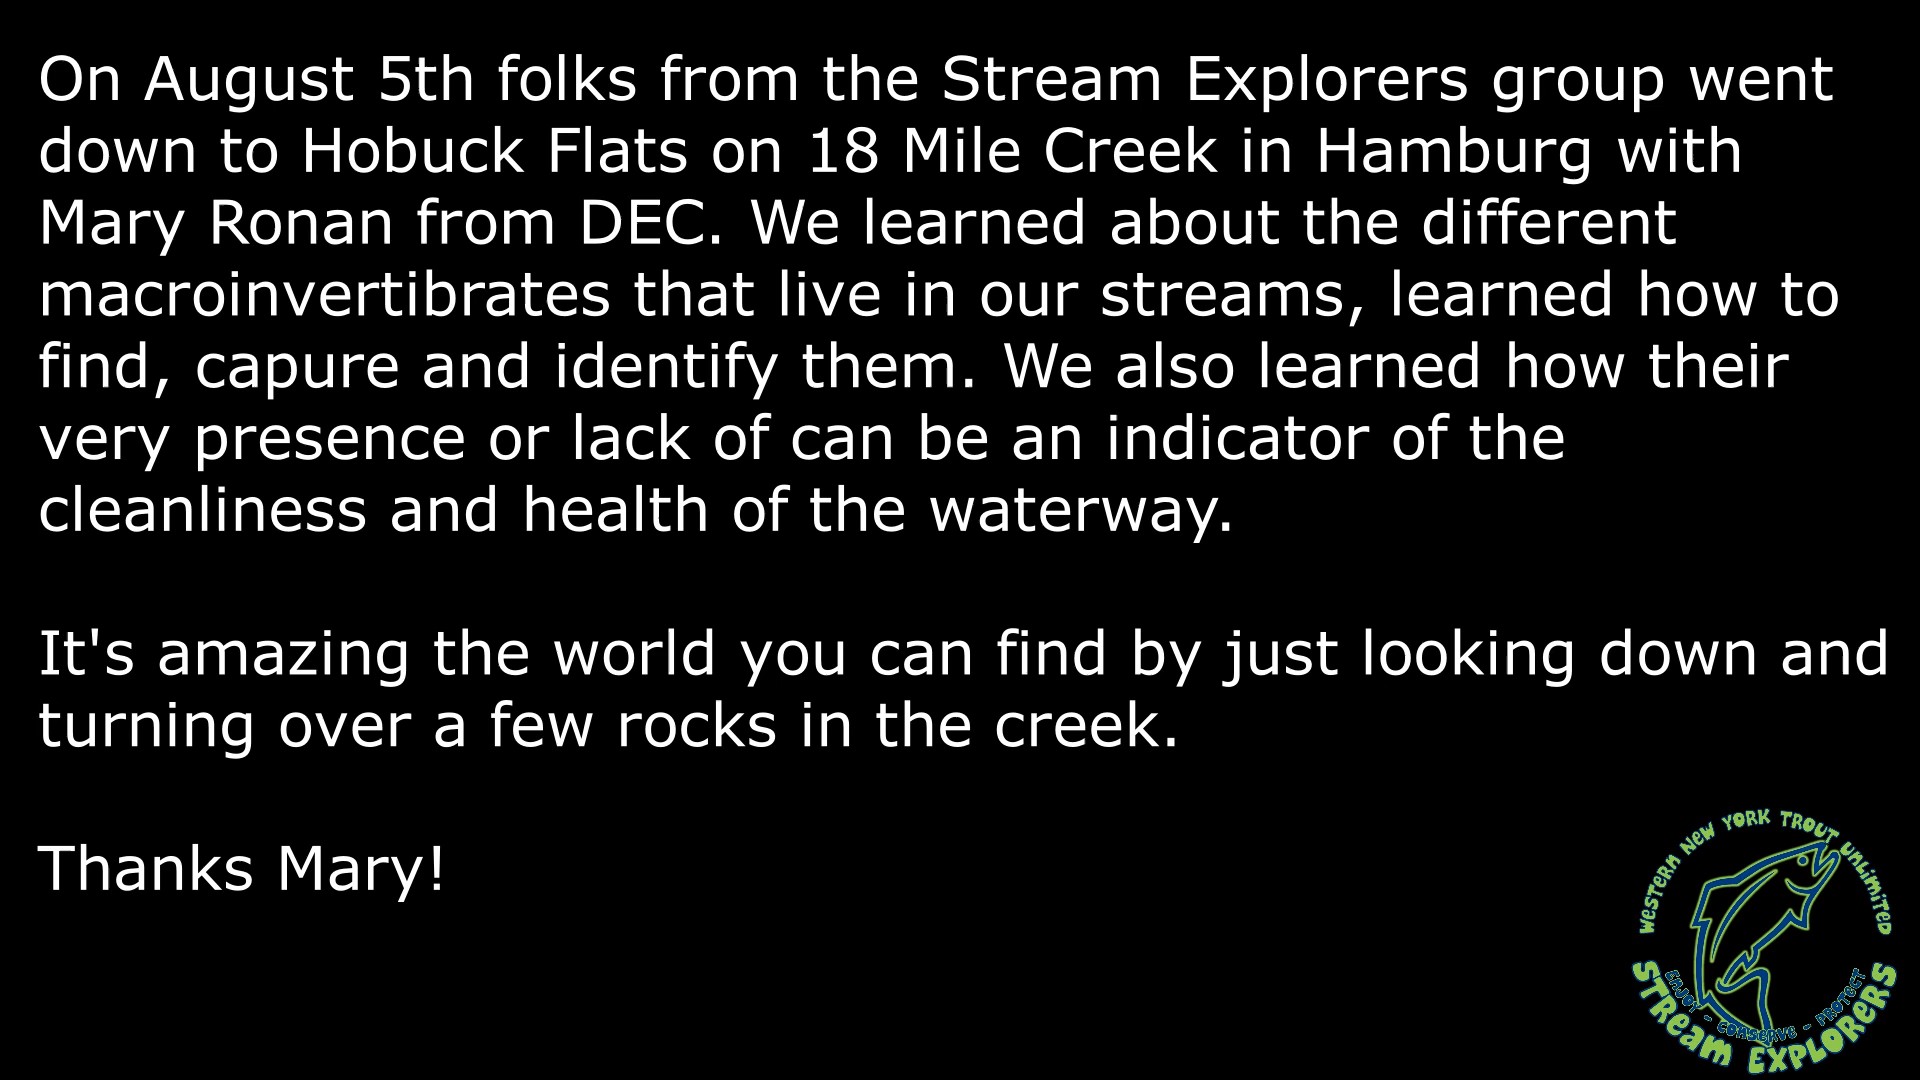 On August 5th folks from the Stream Explorers group went
down to Hobuck Flats on 18 Mile Creek in Hamburg with
Mary Ronan from DEC. We learned about the different
macroinvertibrates that live in our streams, learned how to
find, capure and identify them. We also learned how their
very presence or lack of can be an indicator of the
cleanliness and health of the waterway.
It's amazing the world you can find by just looking down and
turning over a few rocks in the creek.
Thanks Mary!
WESTERN NEW YORK TROUT UNLIMITED
ENJOY - CONSERVE - PROTECT
STREAM EXPLORERS